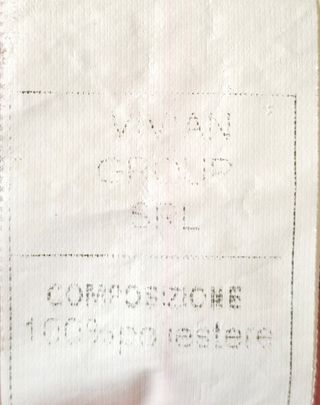 VIVIAN
GROUP
SRL
COMPOSIZIONE
100% poliestere